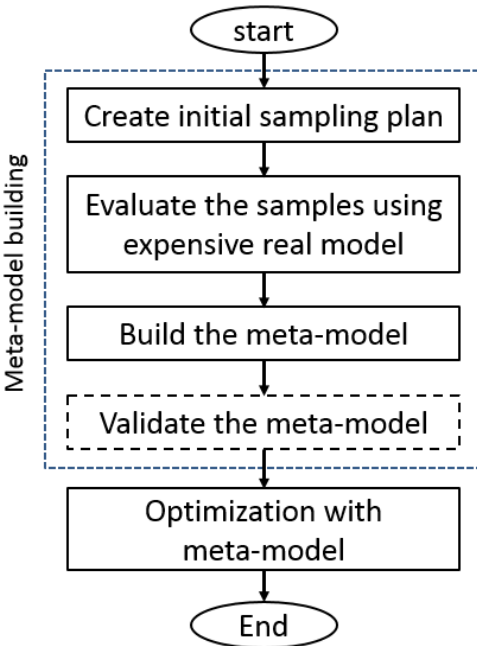 start
Meta-model building
Create initial sampling plan
Evaluate the samples using
expensive real model
Build the meta-model
Validate the meta-model
Optimization with
meta-model
End